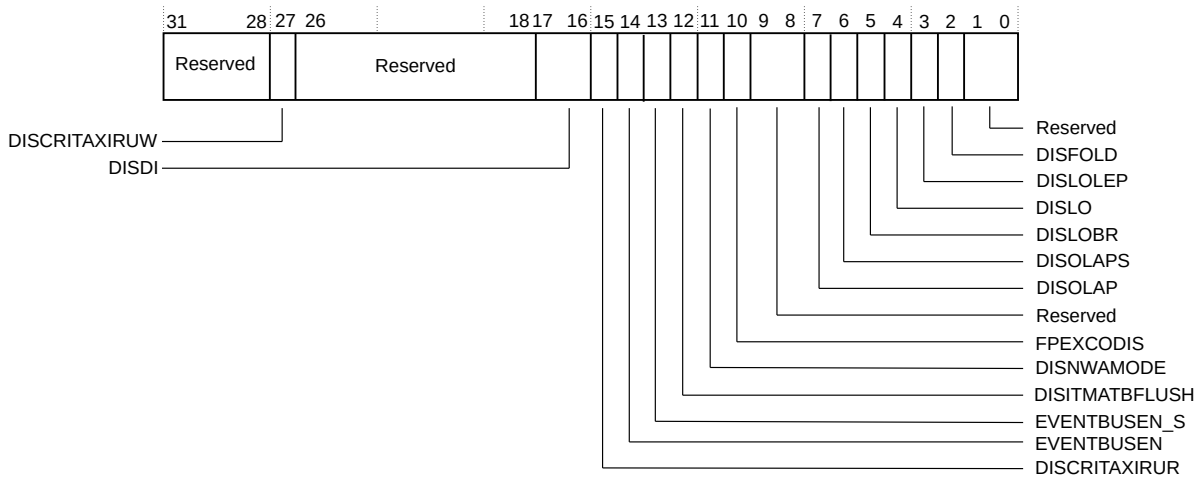 31 28 27 26 18 17 16 15 14 13 12 11 10 9 8 7 6 5 4 3 2 1 0
Reserved Reserved
DISCRITAXIRUW
DISDI
Reserved
DISFOLD
DISLOLEP
DISLO
DISLOBR
DISOLAPS
DISOLAP
Reserved
FPEXCODIS
DISNWAMODE
DISITMATBFLUSH
EVENTBUSEN_S
EVENTBUSEN
DISCRITAXIRUR